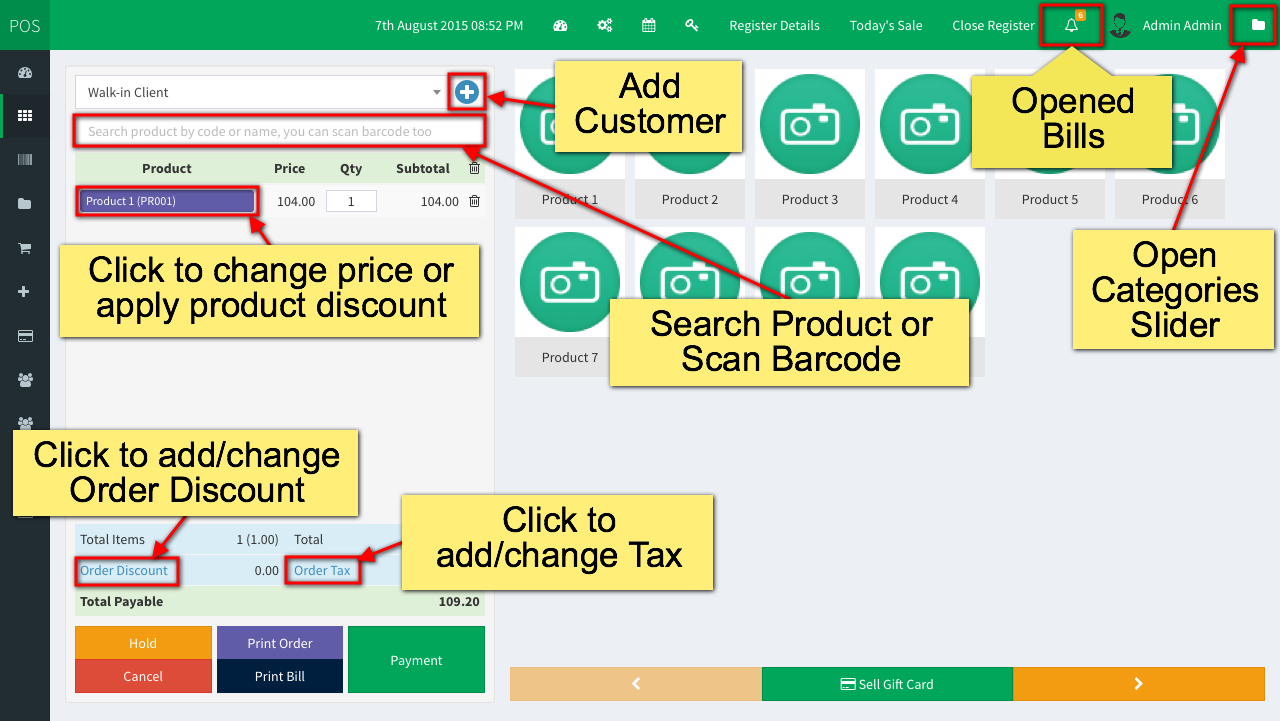 POS
7th August 2015 08:52 PM
Register Details
Today's Sale
Close Register
6
Admin Admin
Walk-in Client
Add
Customer
Opened
Bills
Search product by code or name, you can scan barcode too
Product Price Qty Subtotal
Product 1 (PR001) 104.00 1 104.00
Product 1
Product 2
Product 3
Product 4
Product 5
Product 6
Click to change price or
apply product discount
Open
Categories
Slider
Search Product or
Scan Barcode
Product 7
Click to add/change
Order Discount
Click to
add/change Tax
Total Items 1 (1.00) Total
Order Discount 0.00 Order Tax
Total Payable 109.20
Hold
Print Order
Payment
Cancel
Print Bill
Sell Gift Card